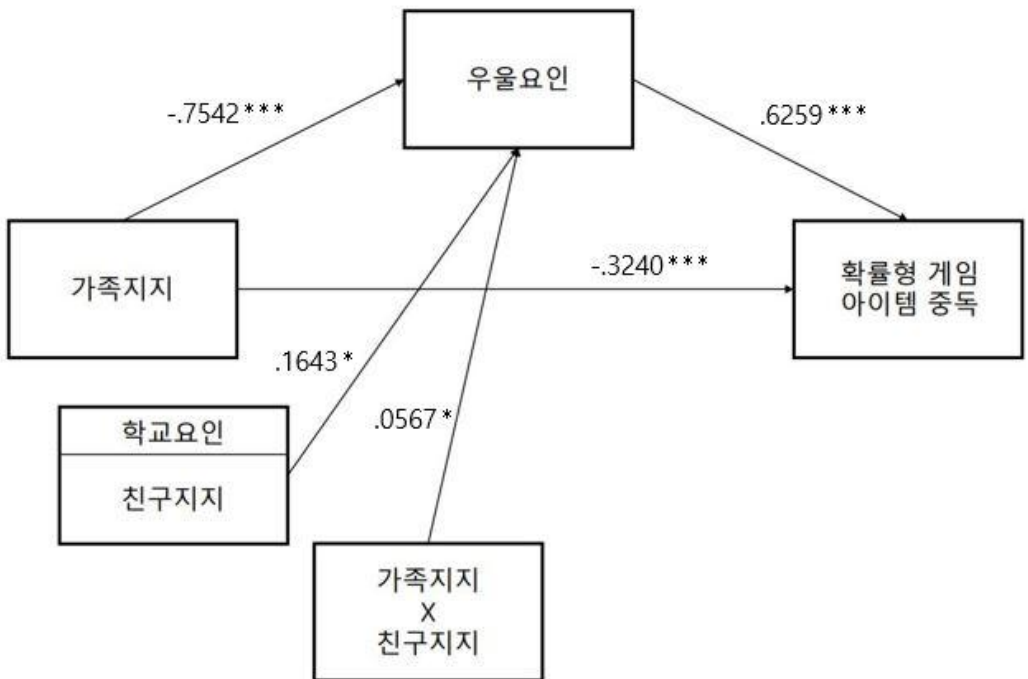 우울요인
-.7542***
.6259***
가족지지
-.3240***
확률형 게임
아이템 중독
.1643*
.0567*
학교요인
친구지지
가족지지
X
친구지지